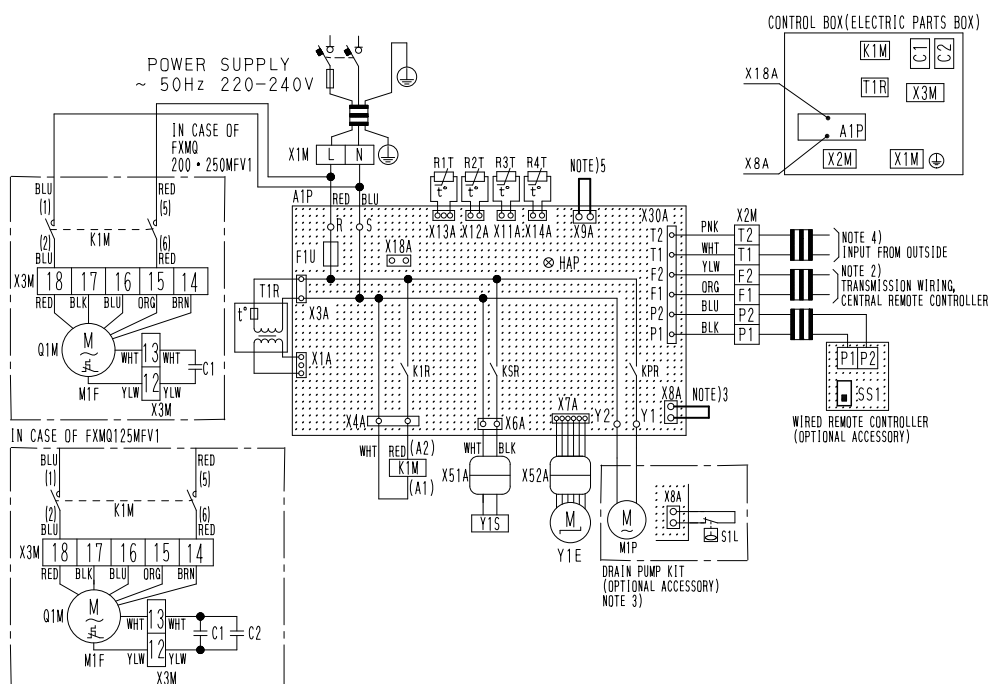 CONTROL BOX(ELECTRIC PARTS BOX)
K1M
C1
C2
X18A
T1R
X3M
A1P
X8A
X2M
X1M
POWER SUPPLY
~ 50Hz 220-240V
IN CASE OF
FXMQ
200・250MFV1
X1M
L
N
RED
BLU
A1P
R1T
R2T
R3T
R4T
t°
t°
t°
t°
NOTE)5
X13A
X12A
X11A
X14A
X9A
X30A
X2M
R
S
F1U
X18A
HAP
T2
PNK
T2
T1
WHT
T1
F2
YLW
F2
F1
ORG
F1
P2
BLU
P2
P1
BLK
P1
NOTE 4)
INPUT FROM OUTSIDE
NOTE 2)
TRANSMISSION WIRING,
CENTRAL REMOTE CONTROLLER
P1
P2
SS1
WIRED REMOTE CONTROLLER
(OPTIONAL ACCESSORY)
BLU
RED
(1)
(5)
K1M
(2)
(6)
BLU
RED
X3M
18
17
16
15
14
RED
BLK
BLU
ORG
BRN
Q1M
M
~
WHT
13
WHT
C1
M1F
YLW
12
YLW
X3M
T1R
t°
X3A
X1A
K1R
KSR
KPR
X4A
X6A
X7A
Y2
Y1
X8A
NOTE)3
WHT
RED
(A2)
K1M
(A1)
WHT
BLK
X51A
Y1S
X52A
M
Y1E
M
~
M1P
X8A
S1L
DRAIN PUMP KIT
(OPTIONAL ACCESSORY)
NOTE 3)
IN CASE OF FXMQ125MFV1
BLU
RED
(1)
(5)
K1M
(2)
(6)
BLU
RED
X3M
18
17
16
15
14
RED
BLK
BLU
ORG
BRN
Q1M
M
~
WHT
13
WHT
C1
C2
M1F
YLW
12
YLW
X3M